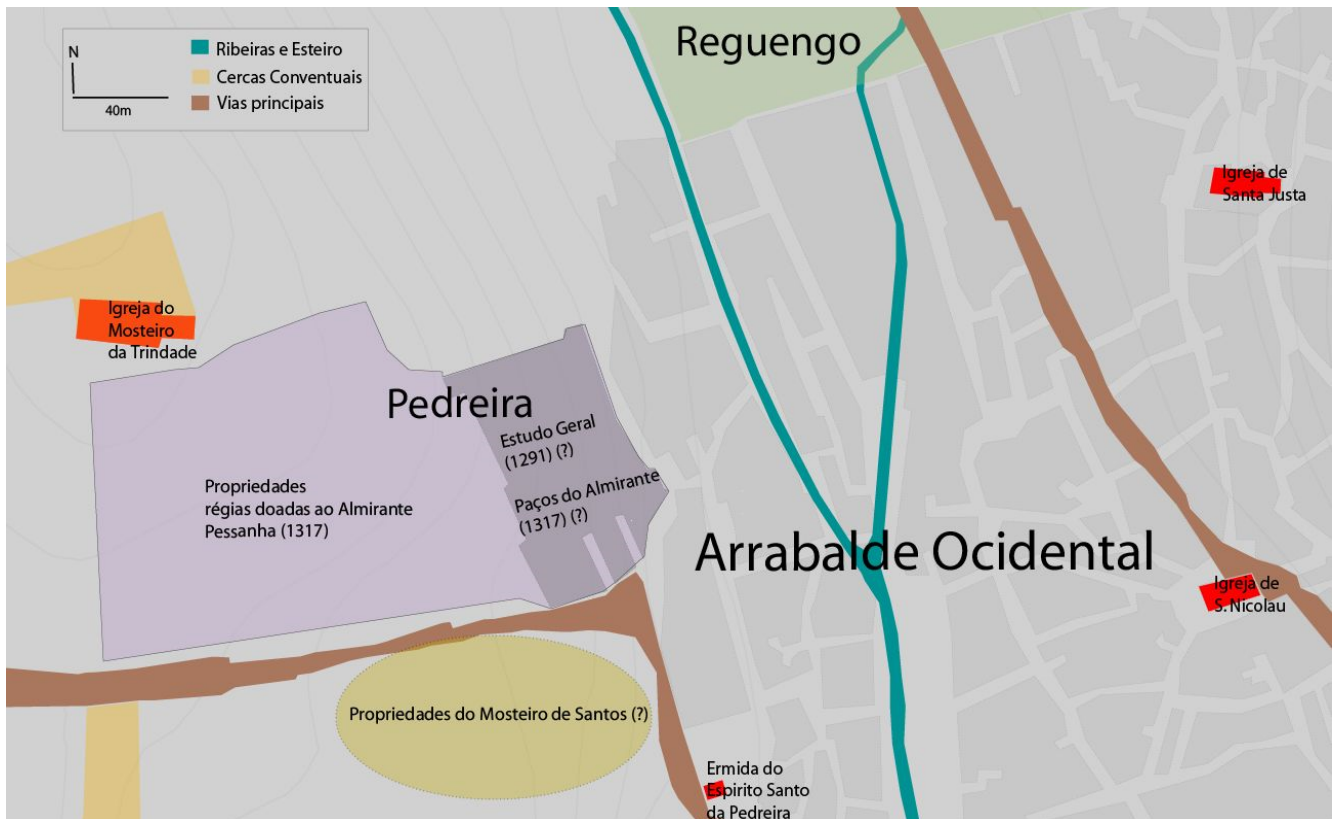 N
40m
Ribeiras e Esteiro
Cercas Conventuais
Vias principais
Reguengo
Igreja de
Santa Justa
Igreja do
Mosteiro
da Trindade
Pedreira
Estudo Geral
(1291) (?)
Propriedades
régias doadas ao Almirante
Pessanha (1317)
Paços do Almirante
(1317) (?)
Arrabalde Ocidental
Igreja de
S. Nicolau
Propriedades do Mosteiro de Santos (?)
Ermida do
Espirito Santo
da Pedreira